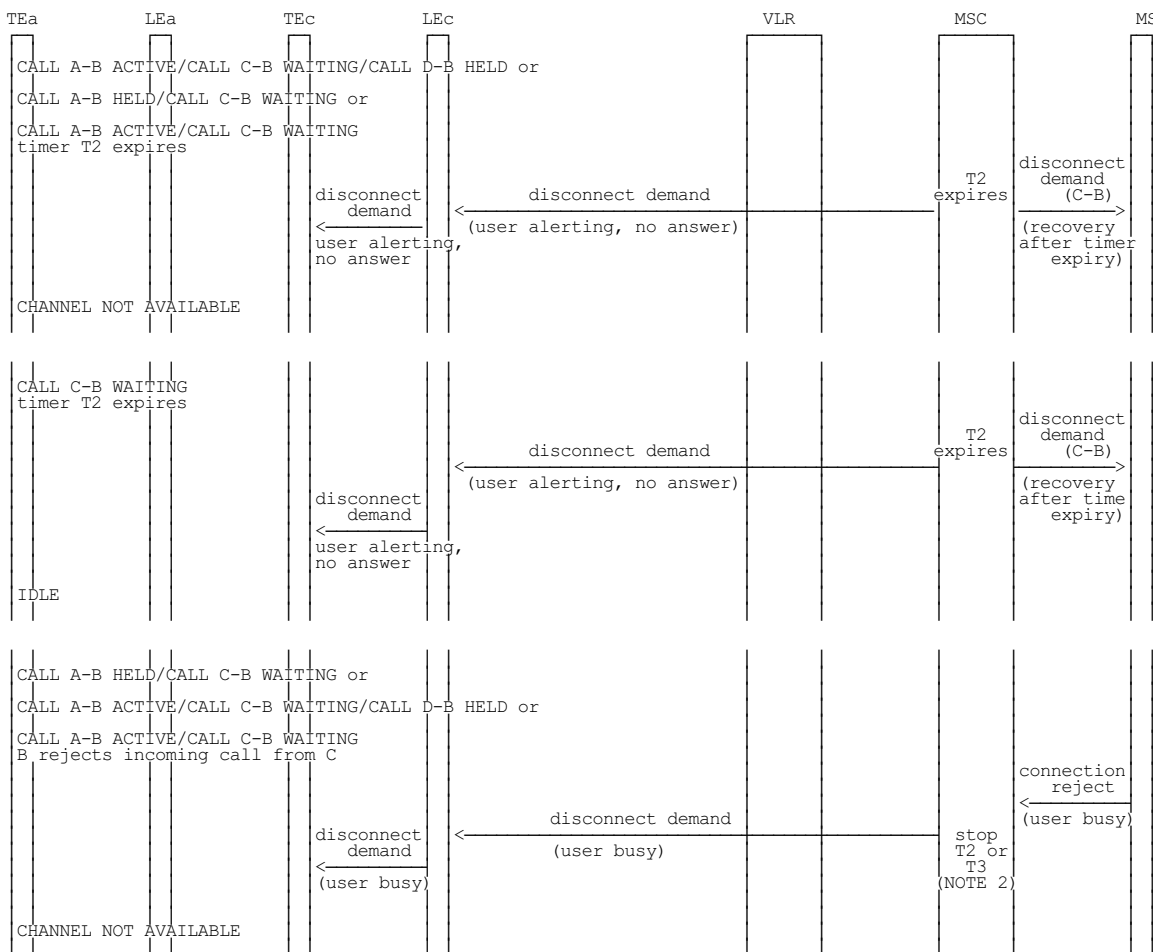 TEa LEa TEc LEc VLR MSC MS
CALL A-B ACTIVE/CALL C-B WAITING/CALL D-B HELD or
CALL A-B HELD/CALL C-B WAITING or
CALL A-B ACTIVE/CALL C-B WAITING
timer T2 expires
disconnect
T2 demand
disconnect disconnect demand expires (C-B)
demand
(user alerting, no answer) (recovery
user alerting, after timer
no answer expiry)
CHANNEL NOT AVAILABLE
CALL C-B WAITING
timer T2 expires
disconnect
T2 demand
disconnect demand expires (C-B)
(user alerting, no answer) (recovery
disconnect after time
demand expiry)
user alerting,
no answer
IDLE
CALL A-B HELD/CALL C-B WAITING or
CALL A-B ACTIVE/CALL C-B WAITING/CALL D-B HELD or
CALL A-B ACTIVE/CALL C-B WAITING
B rejects incoming call from C
connection
reject
disconnect demand (user busy)
disconnect stop
demand (user busy) T2 or
T3
(user busy) (NOTE 2)
CHANNEL NOT AVAILABLE